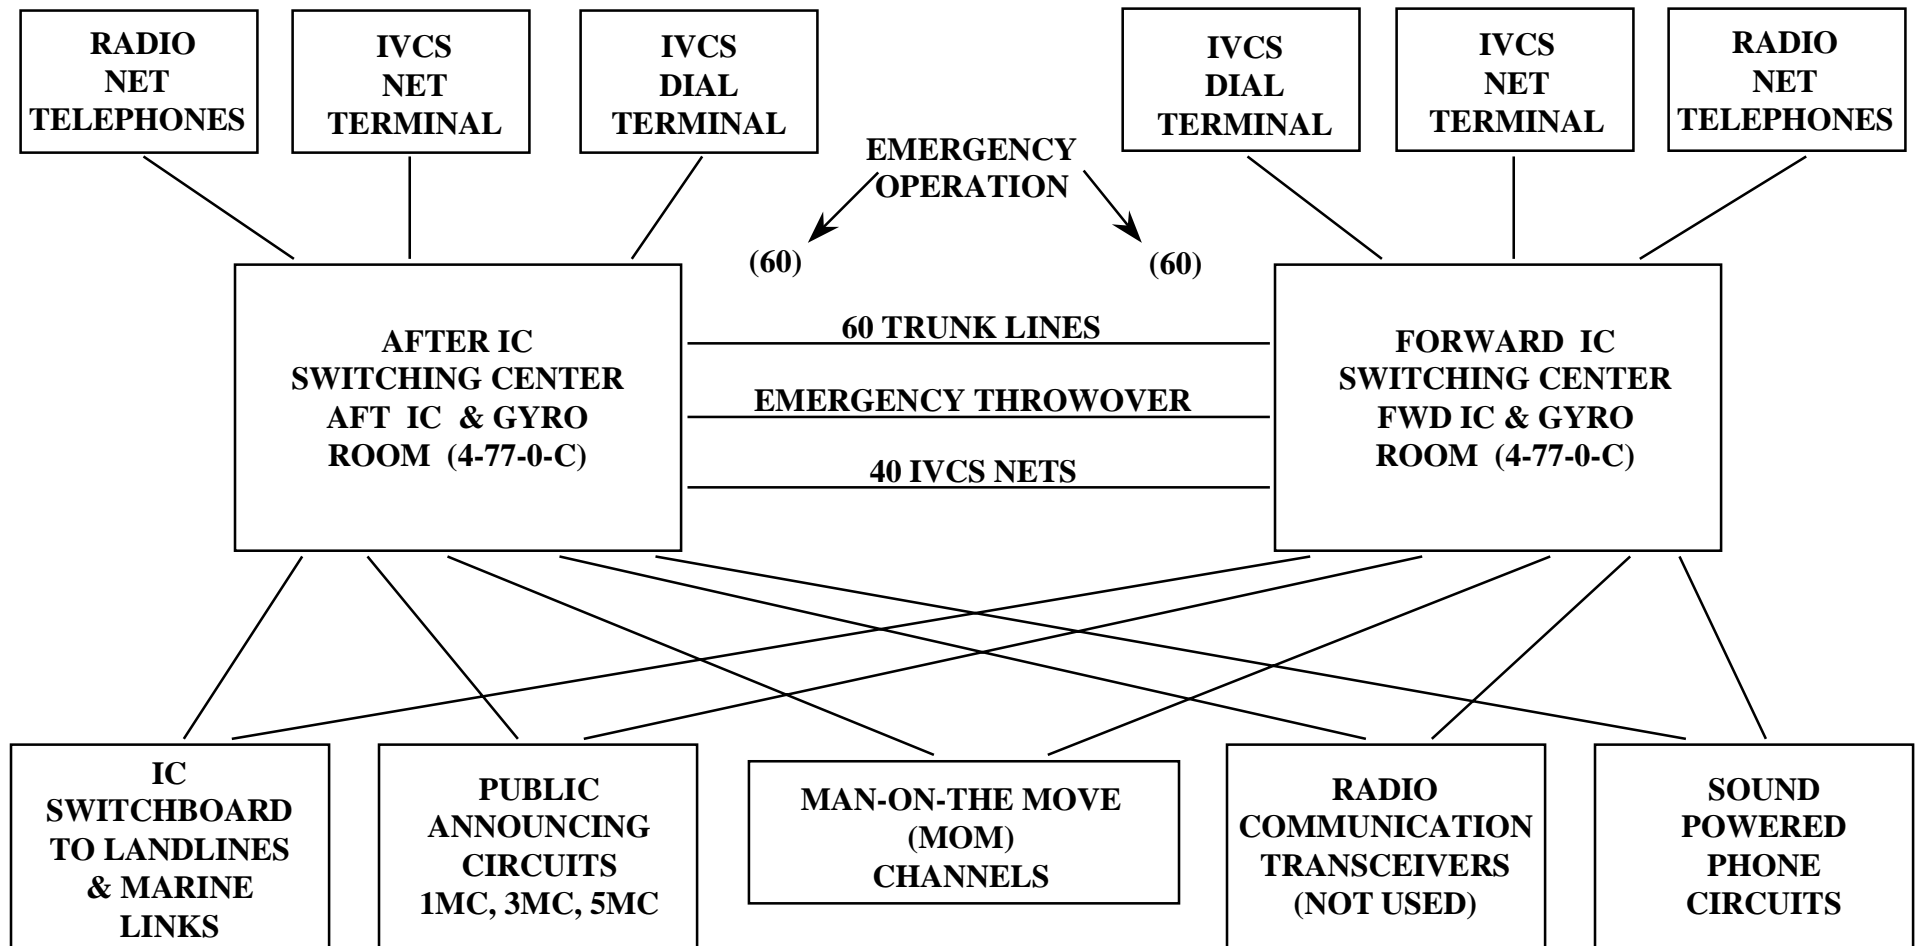 RADIO
NET
TELEPHONES
IVCS
NET
TERMINAL
IVCS
DIAL
TERMINAL
EMERGENCY
OPERATION
(60)
(60)
IVCS
DIAL
TERMINAL
IVCS
NET
TERMINAL
RADIO
NET
TELEPHONES
AFTER IC
SWITCHING CENTER
AFT IC & GYRO
ROOM (4-77-0-C)
60 TRUNK LINES
EMERGENCY THROWOVER
40 IVCS NETS
FORWARD IC
SWITCHING CENTER
FWD IC & GYRO
ROOM (4-77-0-C)
IC
SWITCHBOARD
TO LANDLINES
& MARINE
LINKS
PUBLIC
ANNOUNCING
CIRCUITS
1MC, 3MC, 5MC
MAN-ON-THE MOVE
(MOM)
CHANNELS
RADIO
COMMUNICATION
TRANSCEIVERS
(NOT USED)
SOUND
POWERED
PHONE
CIRCUITS